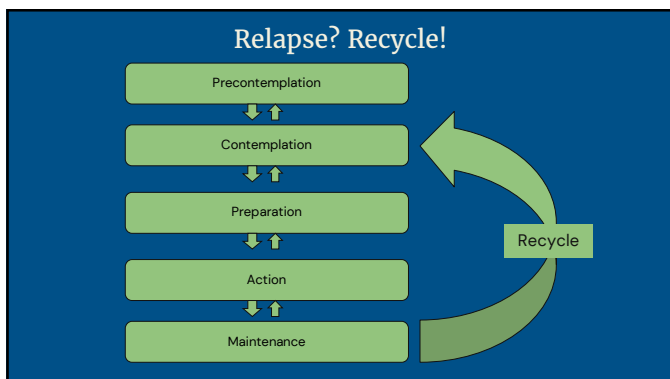 Relapse? Recycle!
Precontemplation
Contemplation
Preparation
Recycle
Action
Maintenance